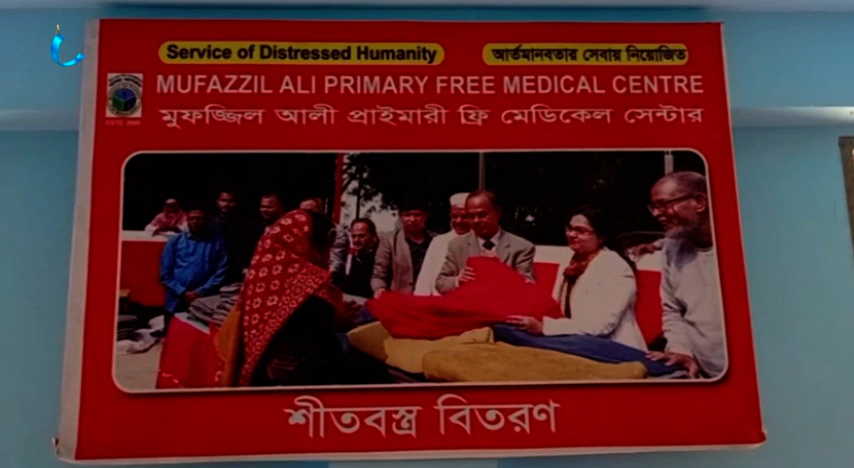 Service of Distressed Humanity
আর্তমানবতার সেবায় নিয়োজিত
MUFAZZIL ALI PRIMARY FREE MEDICAL CENTRE
মুফজ্জিল আলী প্রাইমারী ফ্রি মেডিকেল সেন্টার
শীতবস্ত্র বিতরণ